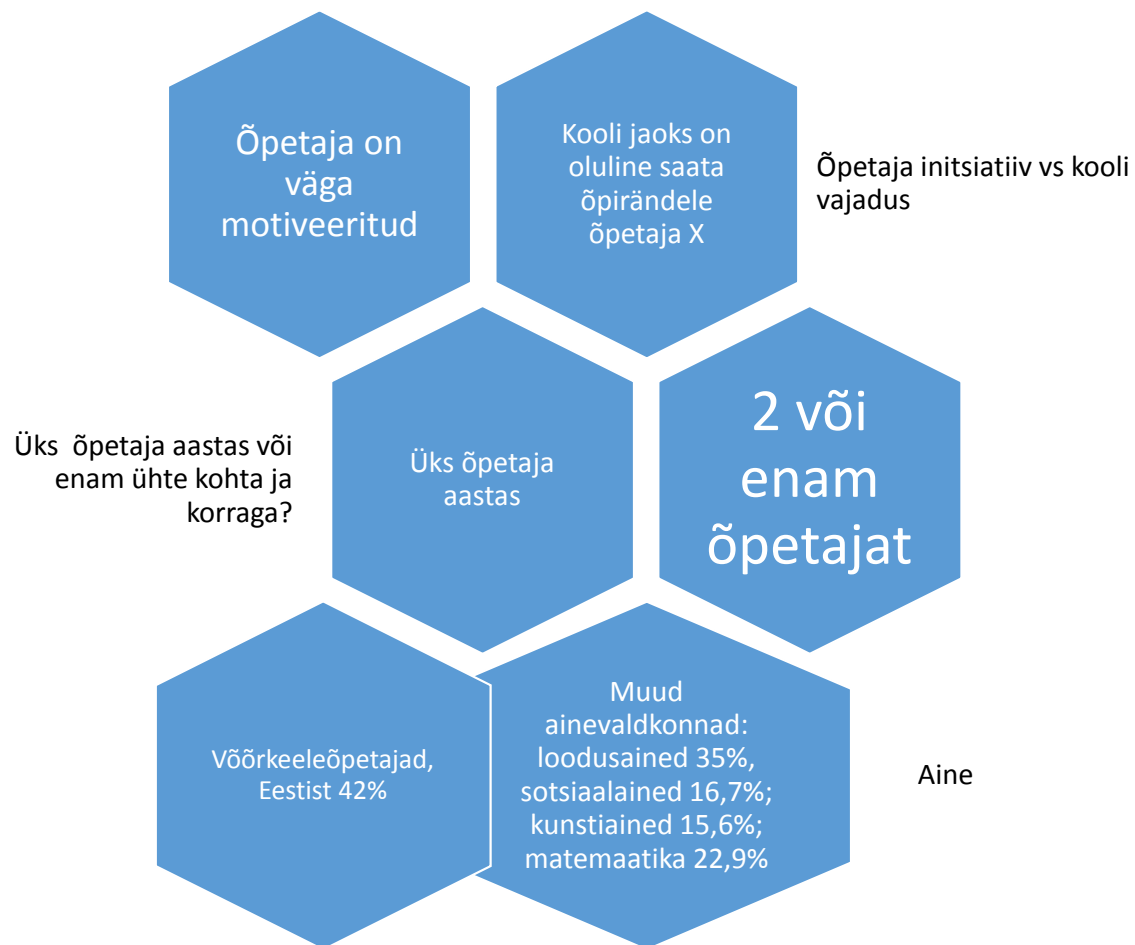 Õpetaja on
väga
motiveeritud
Kooli jaoks on
oluline saata
õpirändele
õpetaja X
Õpetaja initsiatiiv vs kooli
vajadus
Üks  õpetaja aastas või
enam ühte kohta ja
korraga?
Üks õpetaja
aastas
2 või
enam
õpetajat
Võõrkeeleõpetajad,
Eestist 42%
Muud
ainevaldkonnad:
loodusained 35%,
sotsiaalained 16,7%;
kunstiained 15,6%;
matemaatika 22,9%
Aine